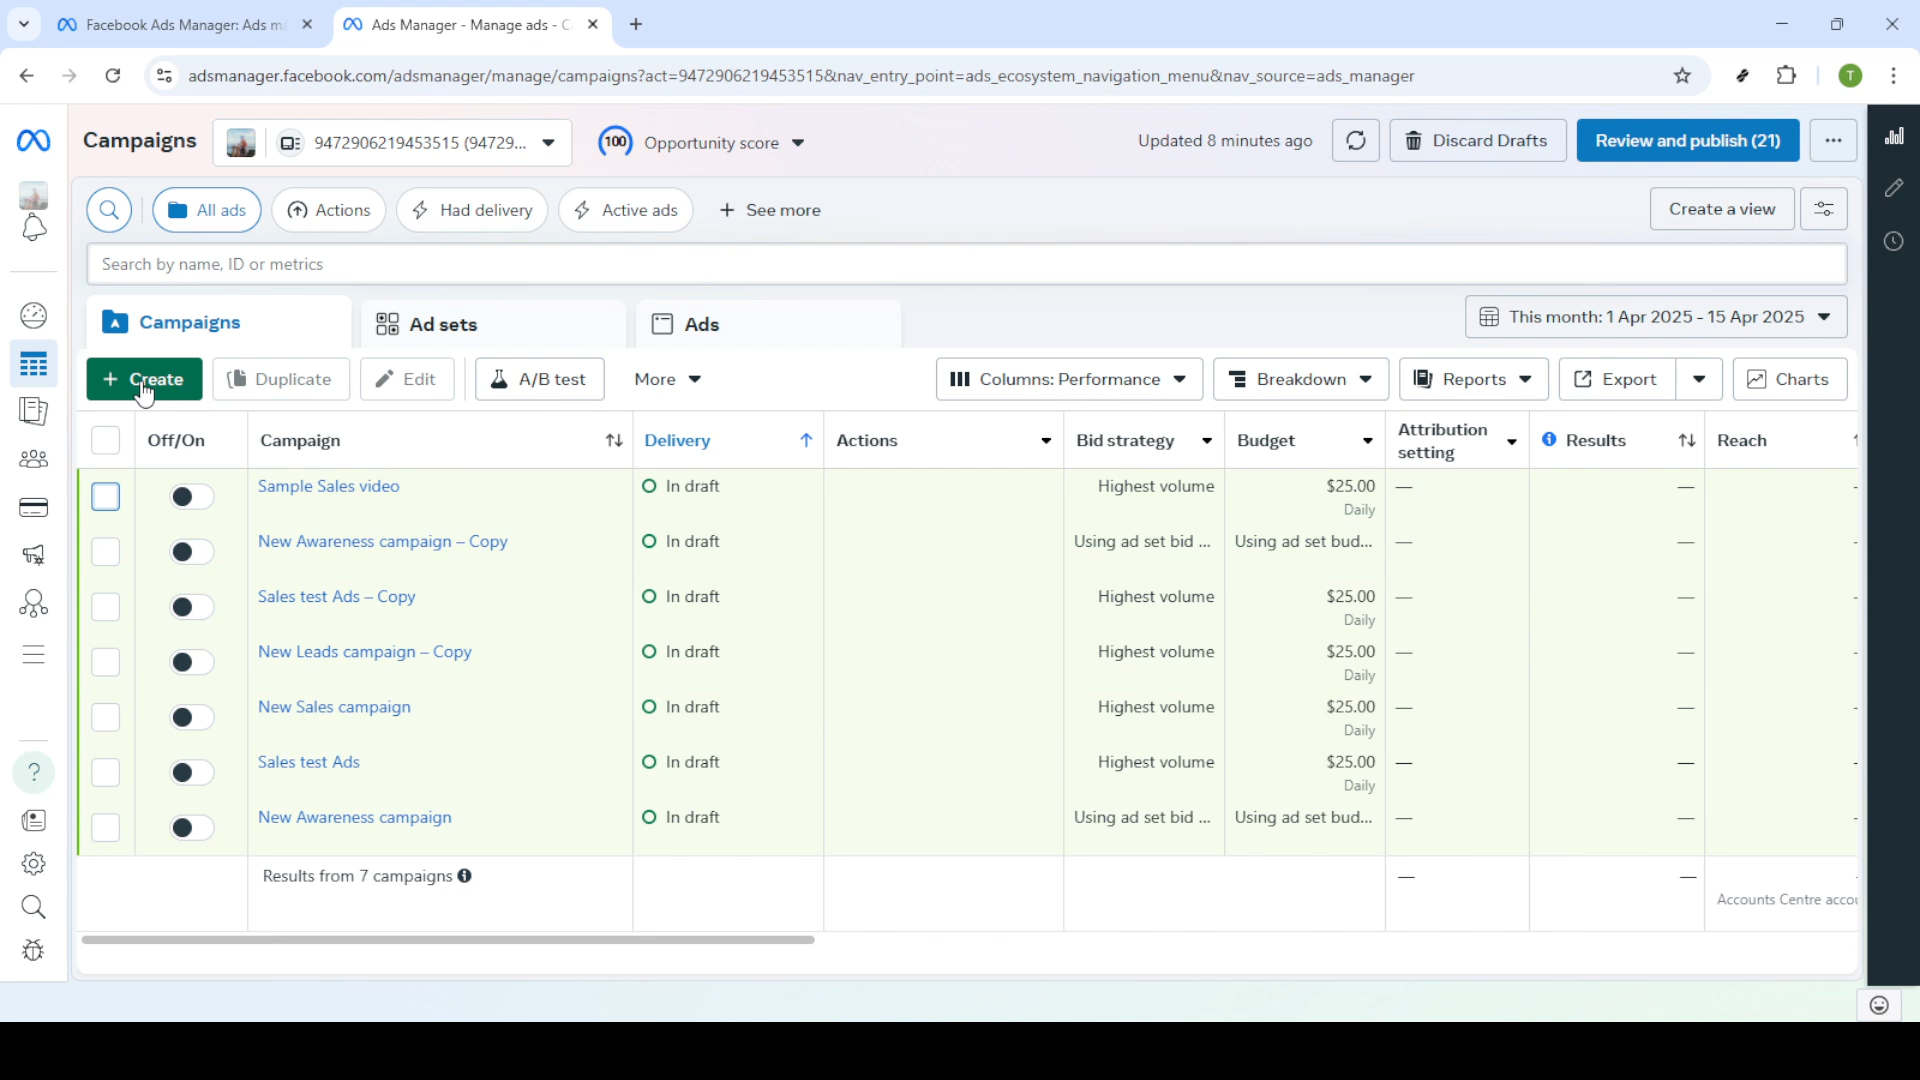 Facebook Ads Manager: Ads ma
Ads Manager - Manage ads - C
adsmanager.facebook.com/adsmanager/manage/campaigns?act=9472906219453515&nav_entry_point=ads_ecosystem_navigation_menu&nav_source=ads_manager
T
Campaigns
9472906219453515 (94729...
100 Opportunity score
Updated 8 minutes ago
Discard Drafts
Review and publish (21)
All ads
Actions
Had delivery
Active ads
See more
Create a view
Search by name, ID or metrics
Campaigns
Ad sets
Ads
This month: 1 Apr 2025 - 15 Apr 2025
Create
Duplicate
Edit
A/B test
More
Columns: Performance
Breakdown
Reports
Export
Charts
Off/On
Campaign
Delivery
Actions
Bid strategy
Budget
Attribution
setting
Results
Reach
Sample Sales video In draft Highest volume $25.00 — —
Daily
New Awareness campaign – Copy In draft Using ad set bid ... Using ad set bud... — —
Sales test Ads – Copy In draft Highest volume $25.00 — —
Daily
New Leads campaign – Copy In draft Highest volume $25.00 — —
Daily
New Sales campaign In draft Highest volume $25.00 — —
Daily
Sales test Ads In draft Highest volume $25.00 — —
Daily
New Awareness campaign In draft Using ad set bid ... Using ad set bud... — —
Results from 7 campaigns — —
Accounts Centre accou